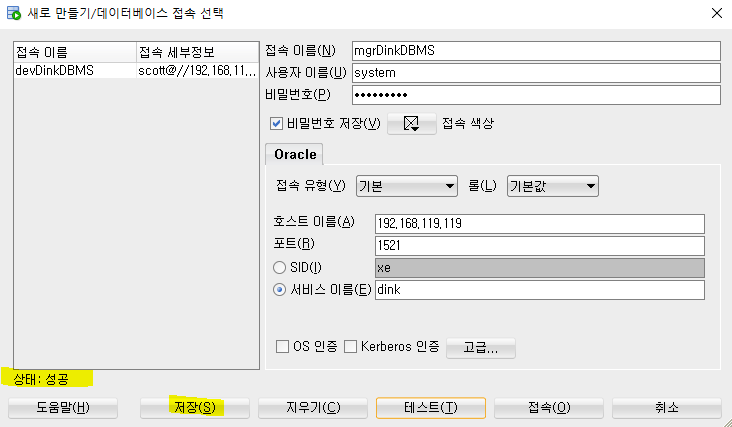 새로 만들기/데이터베이스 접속 선택
접속 이름 접속 세부정보
devDinkDBMS scott@//192,168,11...
접속 이름(N) mgrDinkDBMS
사용자 이름(U) system
비밀번호(P) •••••••••
비밀번호 저장(V) 접속 색상
Oracle
접속 유형(Y) 기본 롤(L) 기본값
호스트 이름(A) 192,168,119,119
포트(R) 1521
SID(I) xe
서비스 이름(E) dink
OS 인증 Kerberos 인증 고급...
상태: 성공
도움말(H) 저장(S) 지우기(C) 테스트(T) 접속(O) 취소